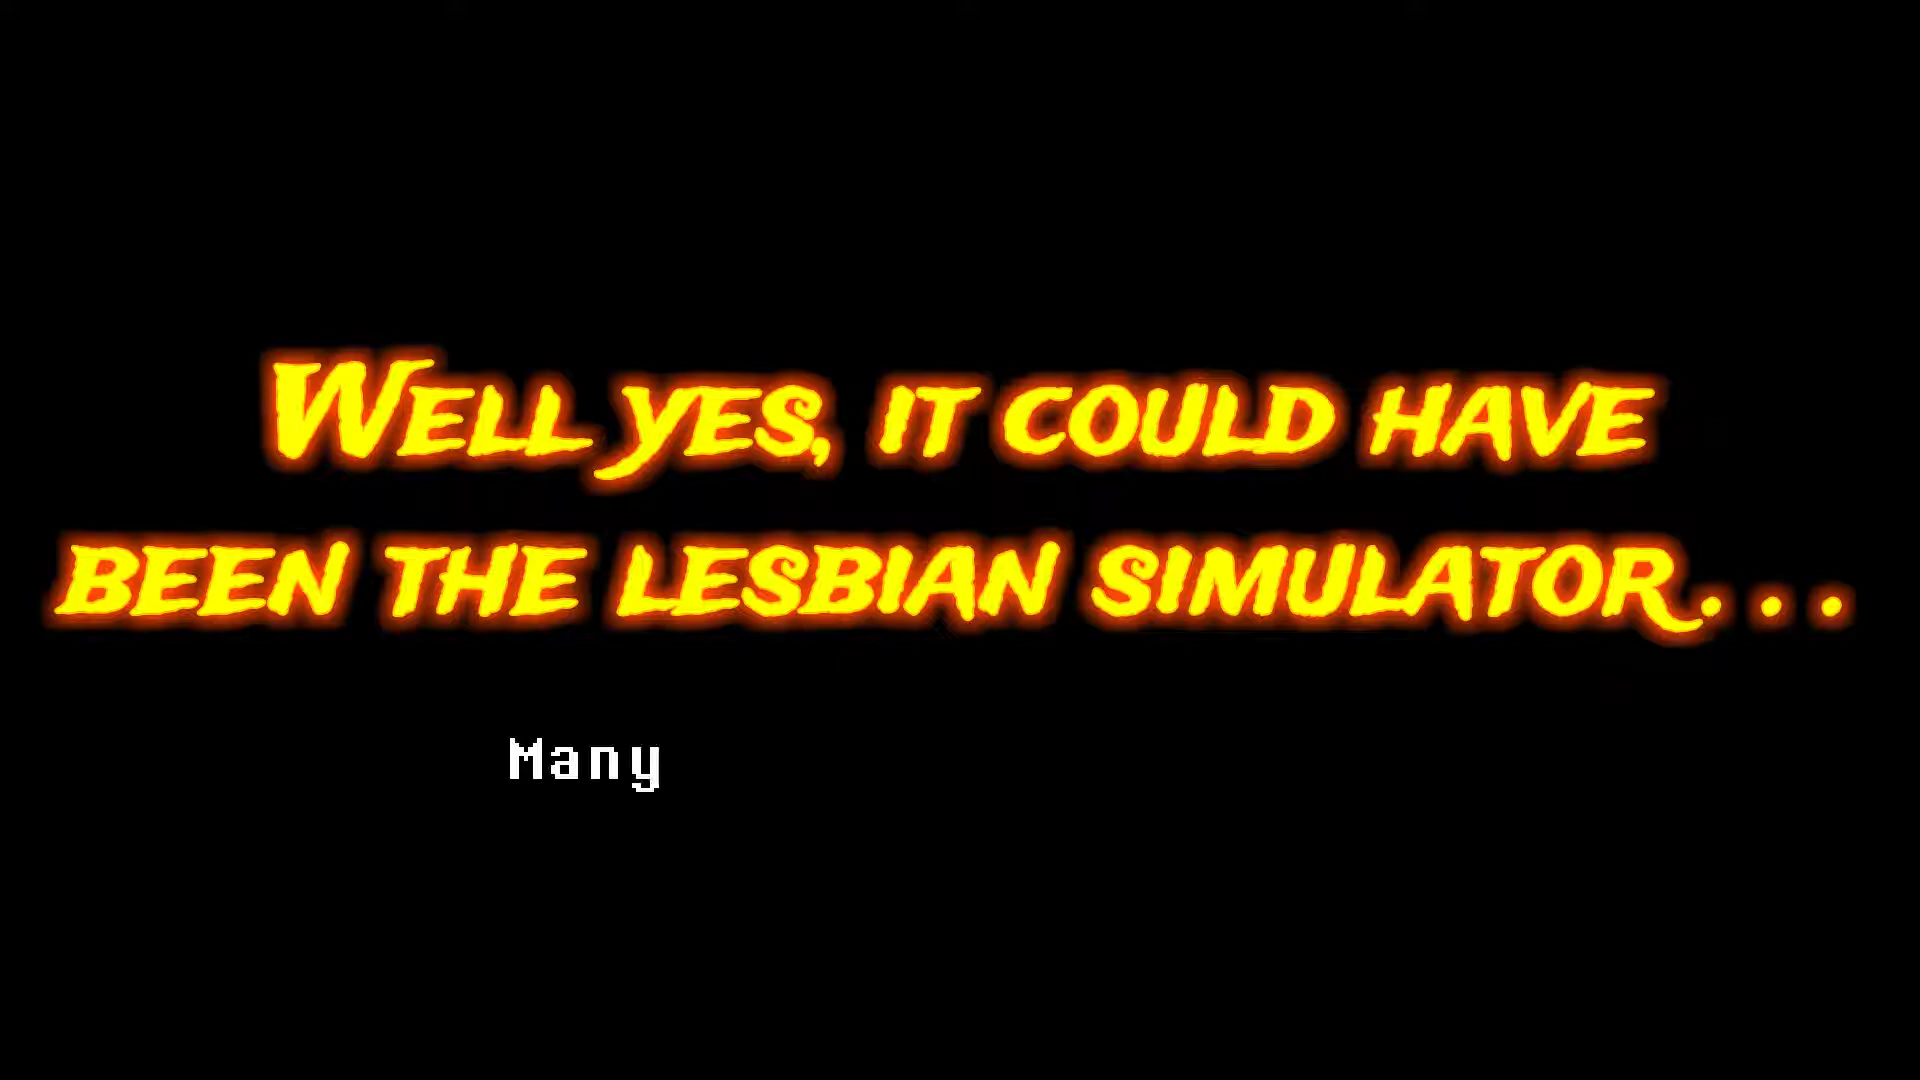 Well yes, it could have
been the lesbian simulator...
Many